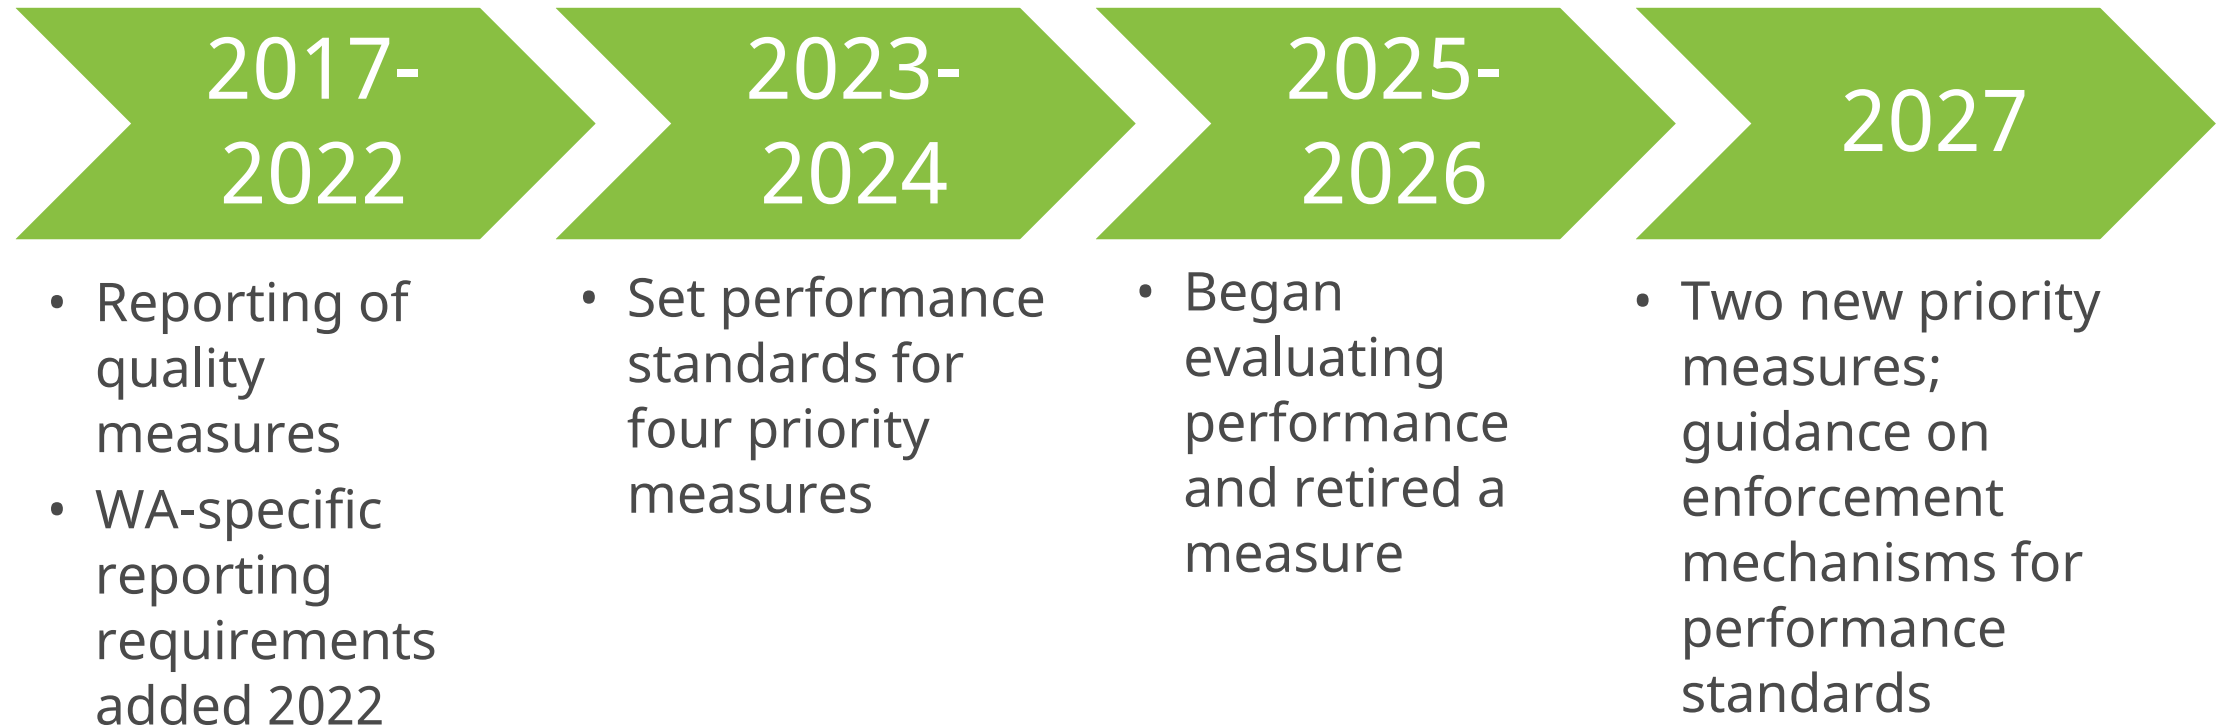 2017-
2022
• Reporting of
quality
measures
• WA-specific
reporting
requirements
added 2022
2023-
2024
• Set performance
standards for
four priority
measures
2025-
2026
• Began
evaluating
performance
and retired a
measure
2027
• Two new priority
measures;
guidance on
enforcement
mechanisms for
performance
standards